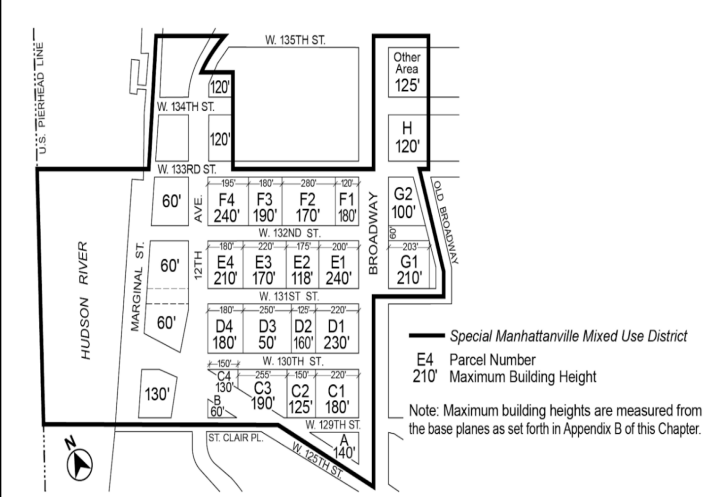 W. 135TH ST.
U.S. PIERHEAD LINE
Other
Area
125'
120'
W. 134TH ST.
120'
H
120'
W. 133RD ST.
195' 180' 280' 120'
60'
F4
240'
F3
190'
F2
170'
F1
180'
G2
100'
AVE.
12TH
BROADWAY
OLD BROADWAY
W. 132ND ST.
60'
180' 220' 175' 200' 203'
60'
E4
210'
E3
170'
E2
118'
E1
240'
G1
210'
HUDSON RIVER
MARGINAL ST.
W. 131ST ST.
180' 250' 125' 220'
60'
D4
180'
D3
50'
D2
160'
D1
230'
W. 130TH ST.
150' 255' 150' 220'
130'
C4
130'
C3
190'
C2
125'
C1
180'
B
60'
W. 129TH ST.
ST. CLAIR PL.
A
140'
W. 125TH ST.
N
Special Manhattanville Mixed Use District
E4 Parcel Number
210' Maximum Building Height
Note: Maximum building heights are measured from
the base planes as set forth in Appendix B of this Chapter.